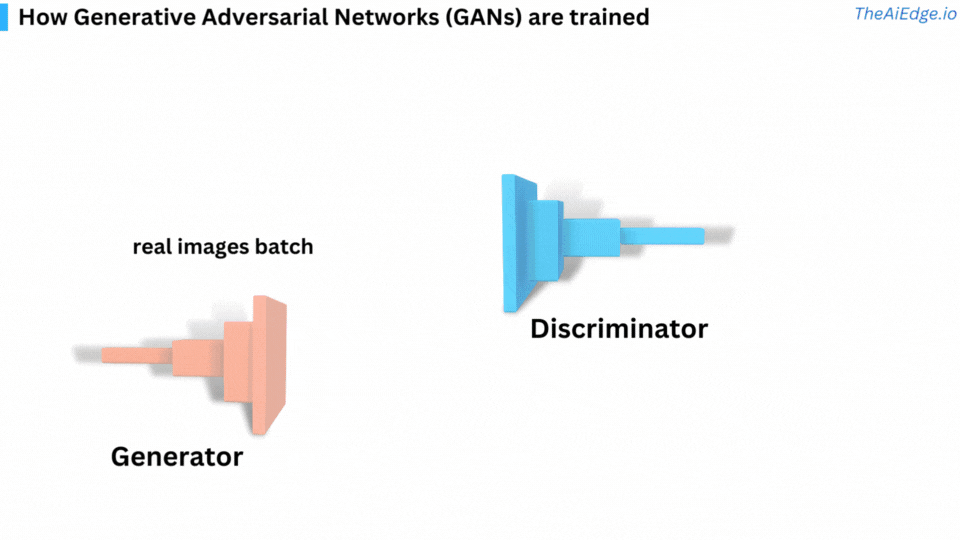 How Generative Adversarial Networks (GANs) are trained
TheAiEdge.io
real images batch
Discriminator
Generator